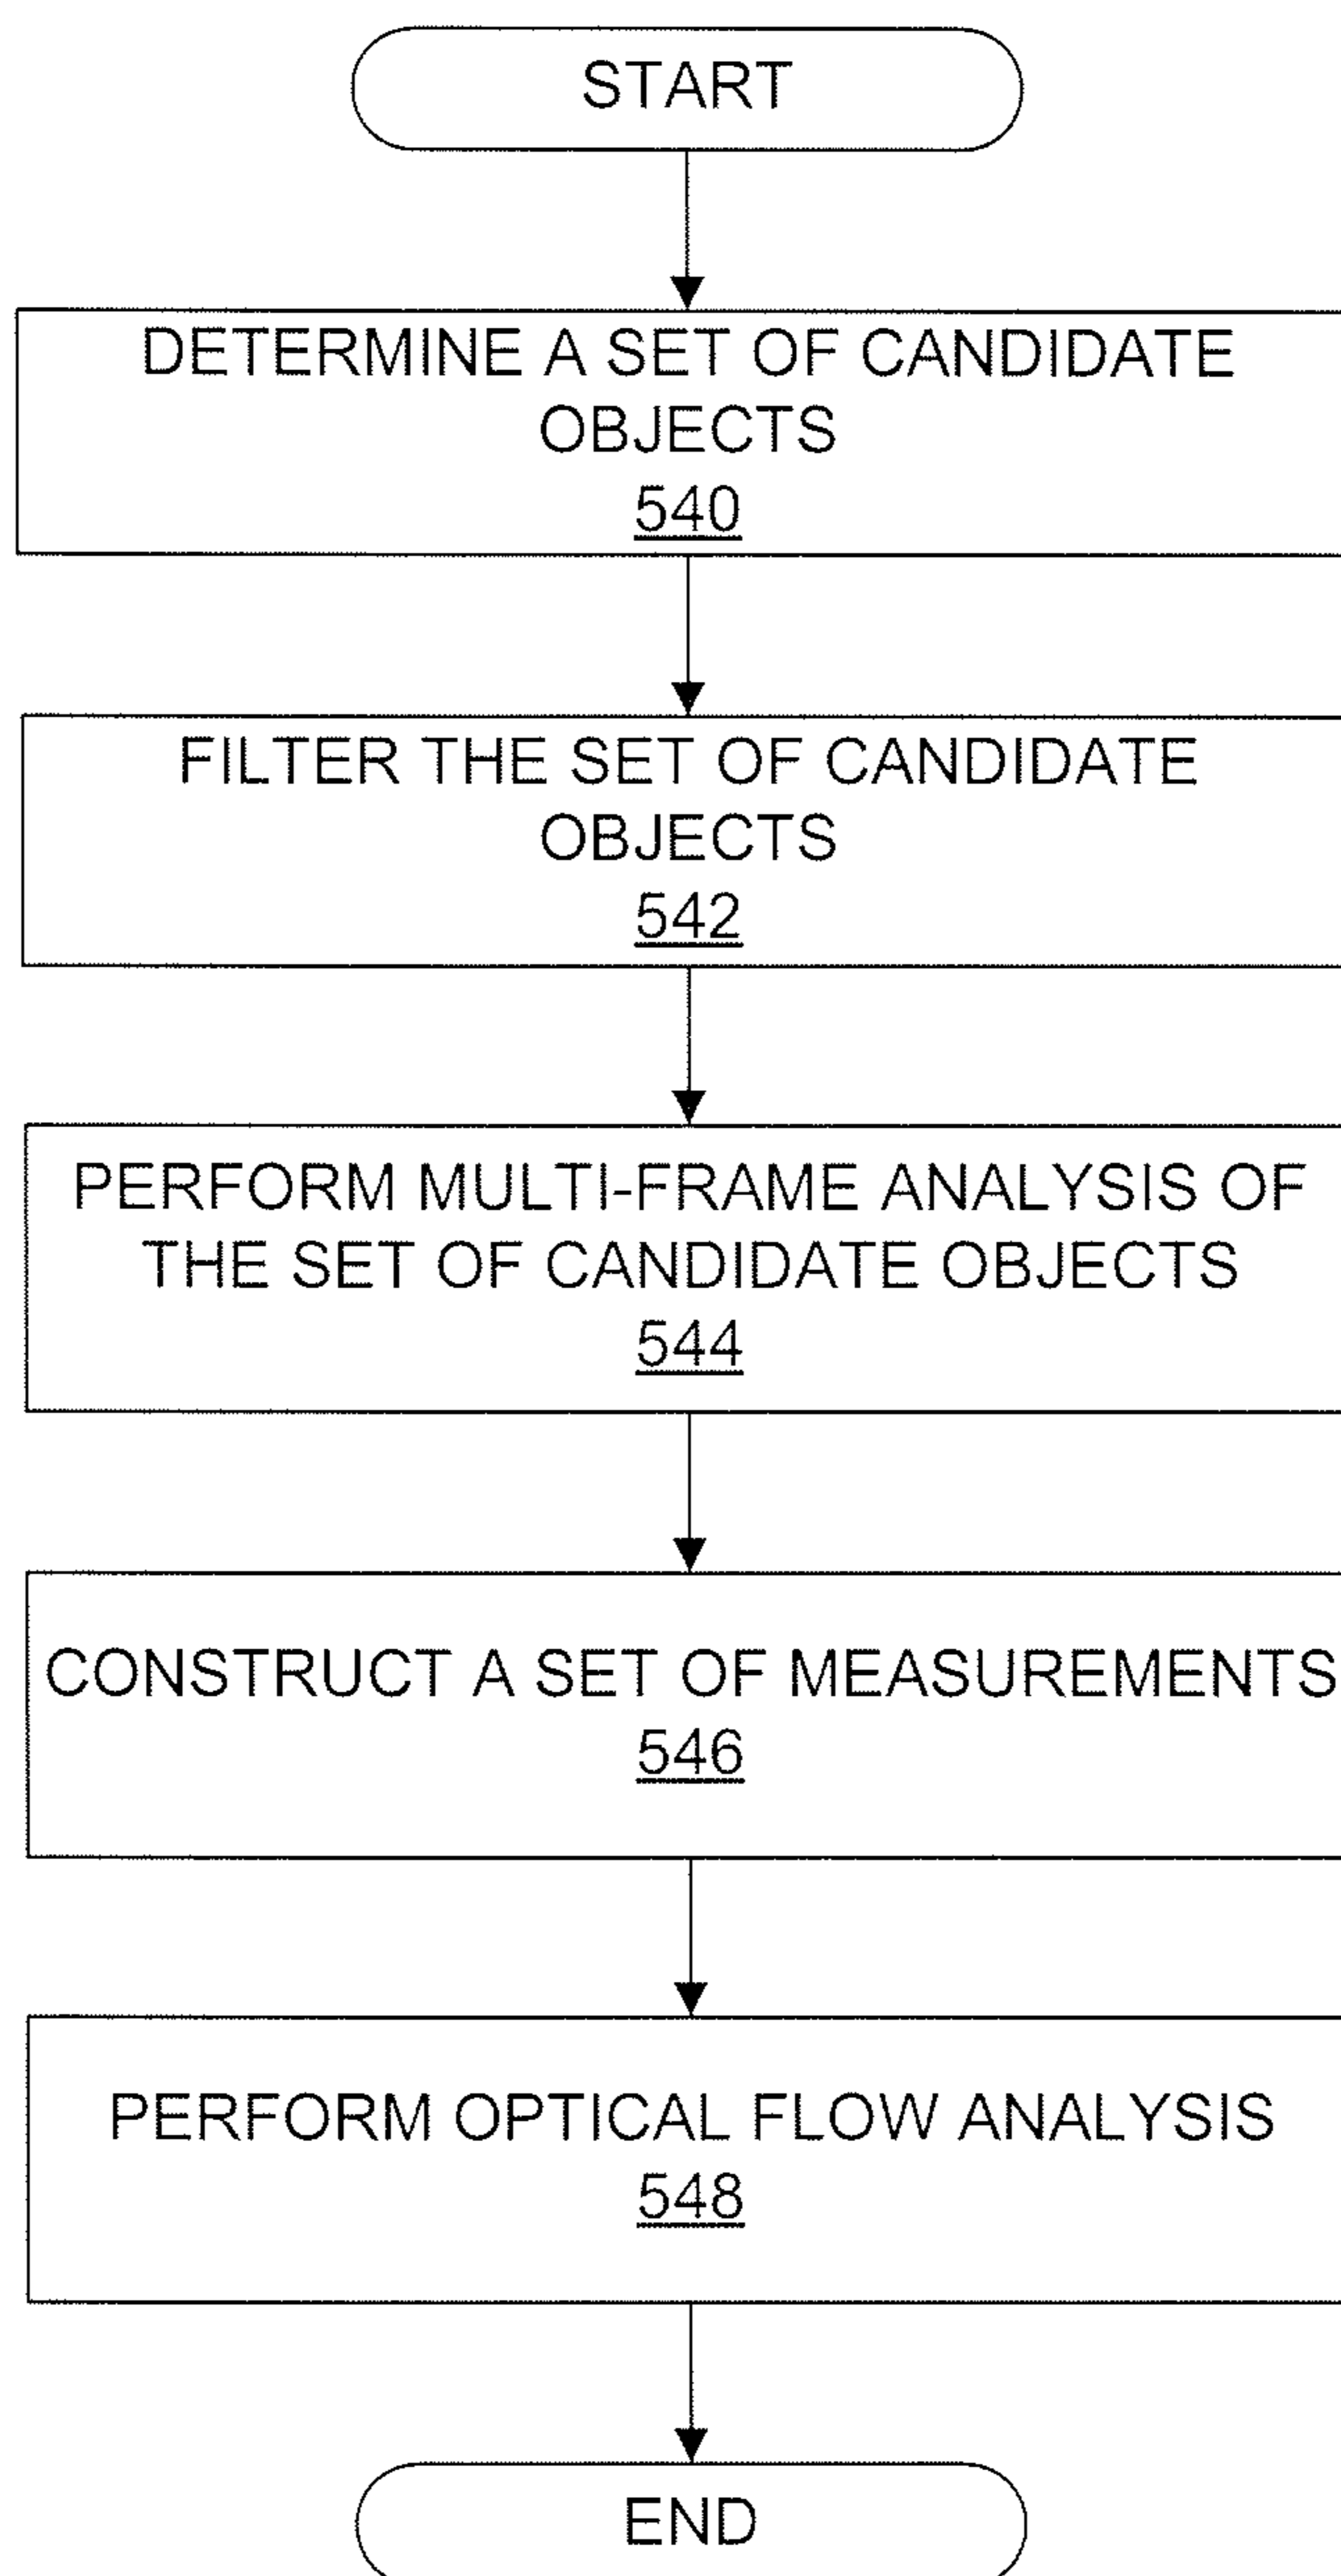 START
DETERMINE A SET OF CANDIDATE
OBJECTS
540
FILTER THE SET OF CANDIDATE
OBJECTS
542
PERFORM MULTI-FRAME ANALYSIS OF
THE SET OF CANDIDATE OBJECTS
544
CONSTRUCT A SET OF MEASUREMENTS
546
PERFORM OPTICAL FLOW ANALYSIS
548
END